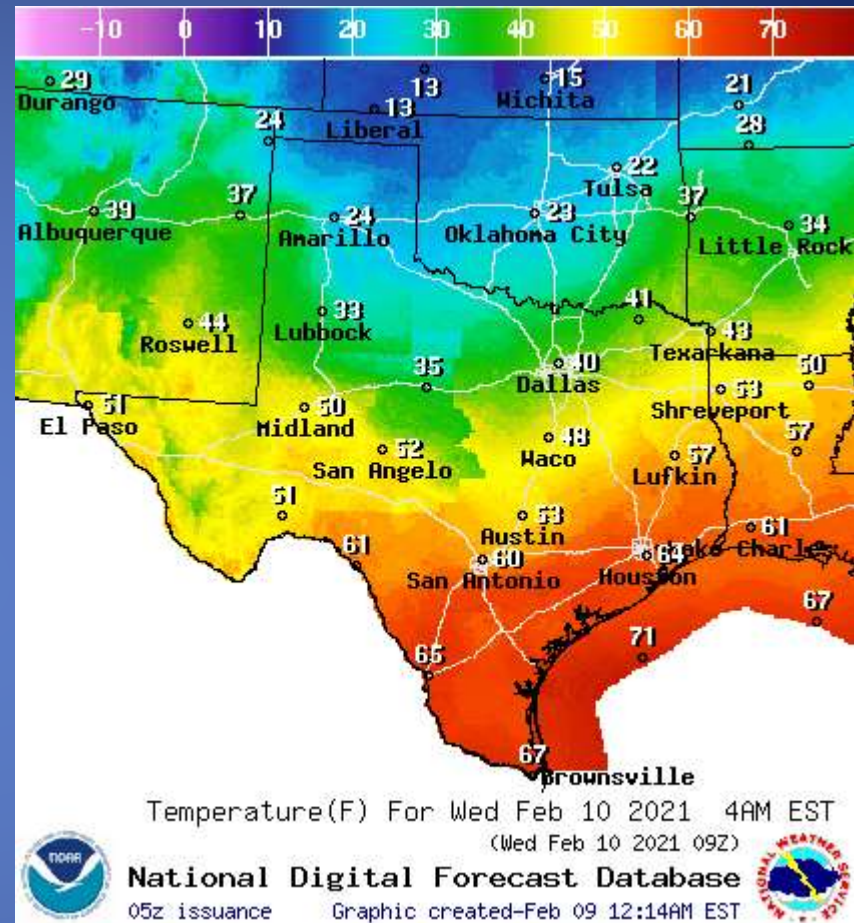 -10 0 10 20 30 40 50 60 70
29 13 15 21
Durango 13 Wichita
Liberal
24 28
22
Tulsa
39 37 24 23 37 34
Albuquerque Amarillo Oklahoma City Little Rock
44 33 41 43
Roswell Lubbock Texarkana
40
35 Dallas 50
51 50 53
El Paso Midland Shreveport
52 48 57 57
San Angelo Waco Lufkin
51 53 61
Austin
61 60 64 Lake Charles
San Antonio Houston
67
65 71
67
Brownsville
Temperature(F) For Wed Feb 10 2021 4AM EST
(Wed Feb 10 2021 09Z)
National Digital Forecast Database
05z issuance Graphic created-Feb 09 12:14AM EST
NOAA
NATIONAL WEATHER SERVICE